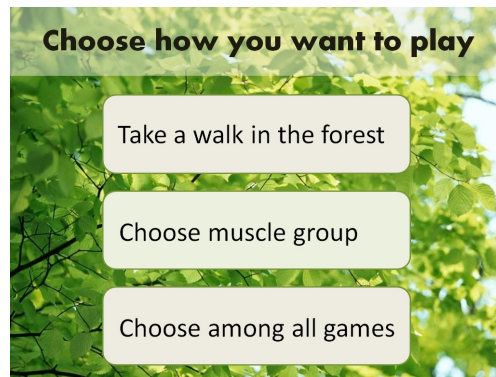 Choose how you want to play
Take a walk in the forest
Choose muscle group
Choose among all games